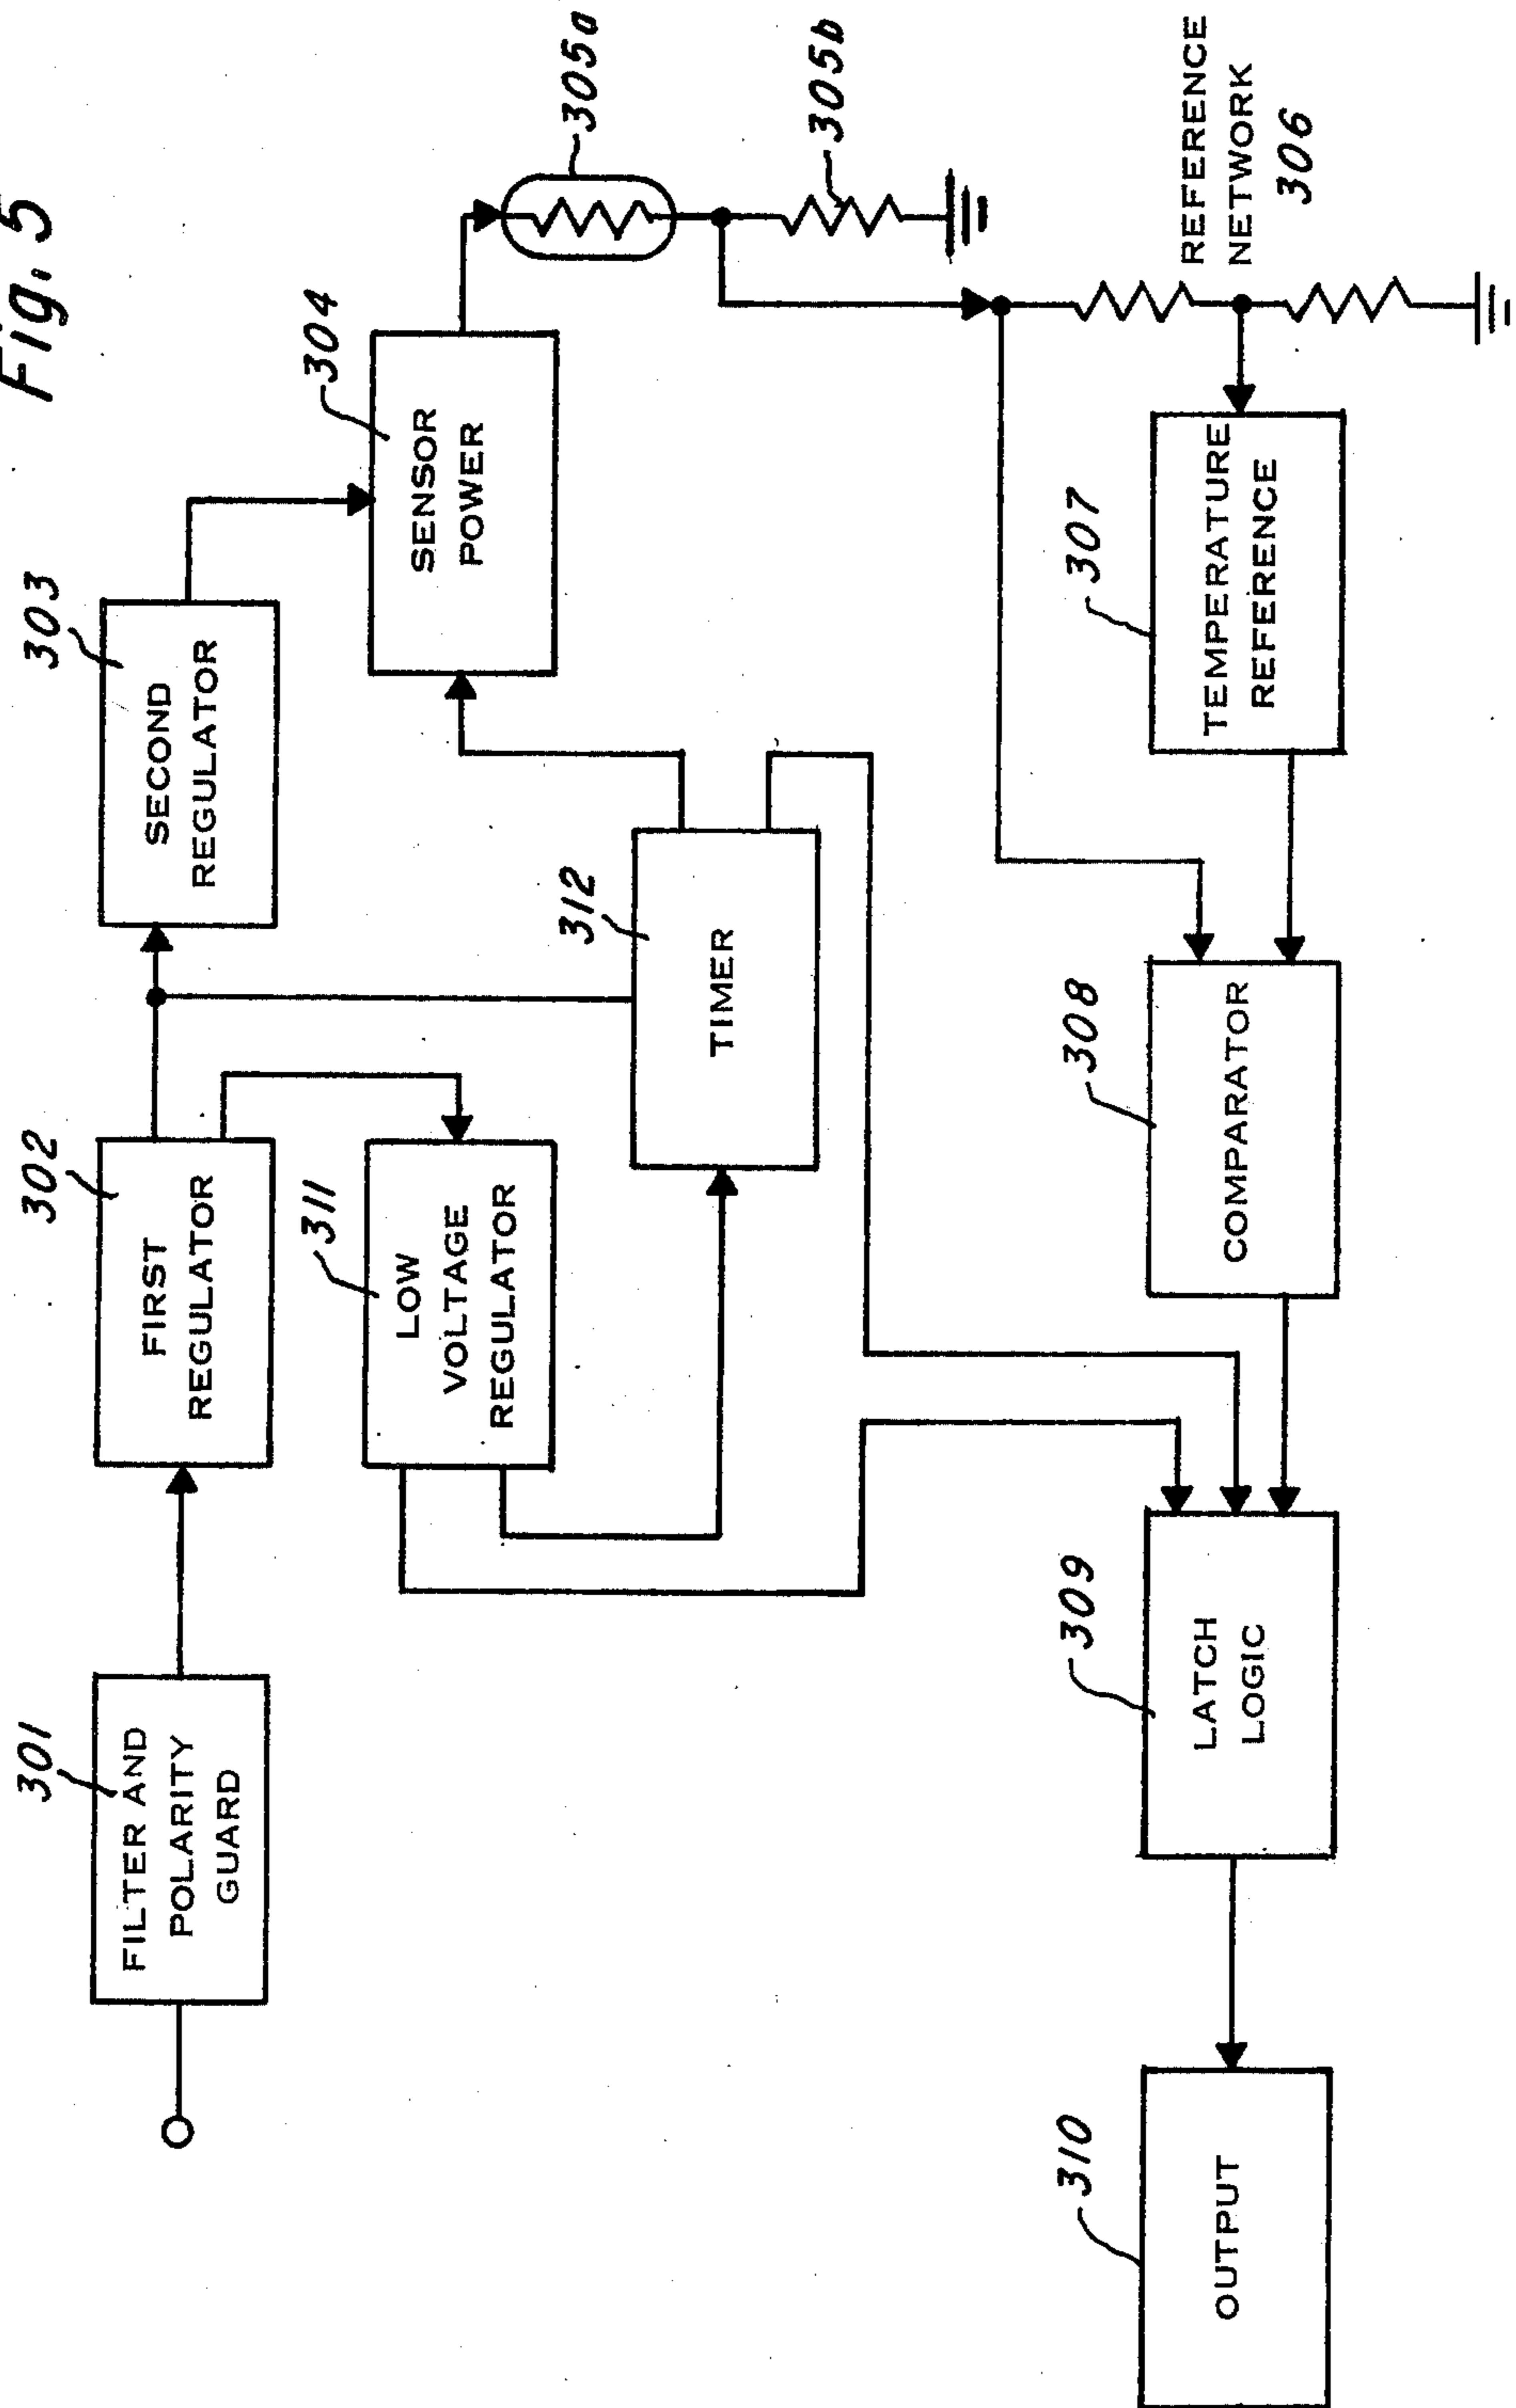 Fig. 5
301
FILTER AND
POLARITY
GUARD
302
FIRST
REGULATOR
303
SECOND
REGULATOR
304
SENSOR
POWER
305a
305b
311
LOW
VOLTAGE
REGULATOR
312
TIMER
REFERENCE
NETWORK
306
307
TEMPERATURE
REFERENCE
308
COMPARATOR
309
LATCH
LOGIC
310
OUTPUT